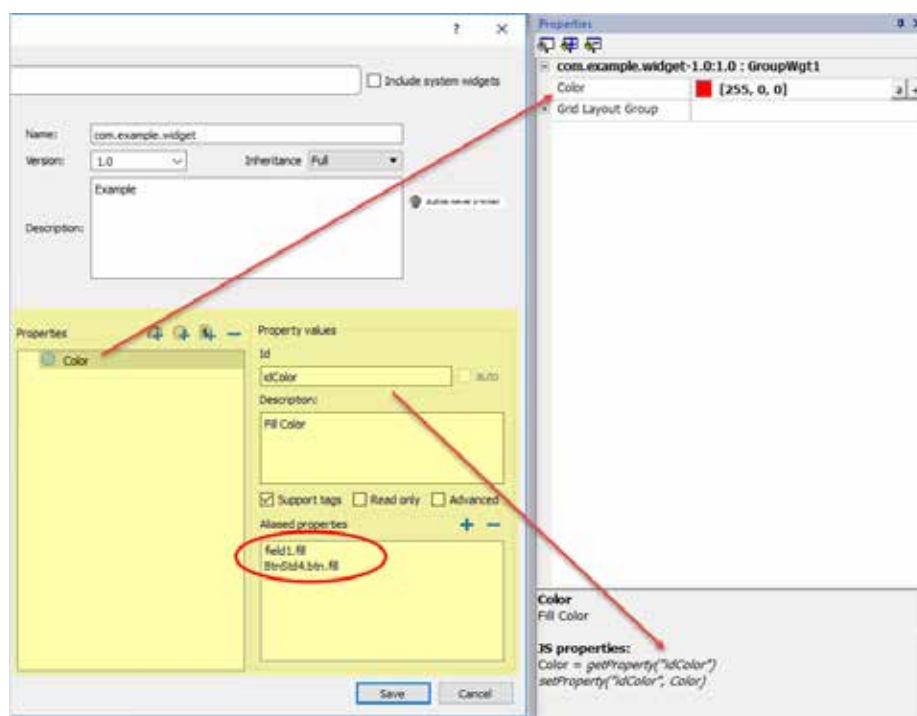 ?
Include system widgets
Name: com.example.widget
Version: 1.0 Inheritance Full
Description: Example
Properties
Color
Property values
Id
idColor
Auto
Description:
Fill Color
Support tags Read only Advanced
Aliased properties
field1.fill
BtnStd4.btn.fill
Save Cancel
Properties
com.example.widget-1.0:1.0 : GroupWgt1
Color [255, 0, 0]
Grid Layout Group
Color
Fill Color
JS properties:
Color = getProperty("idColor")
setProperty("idColor", Color)